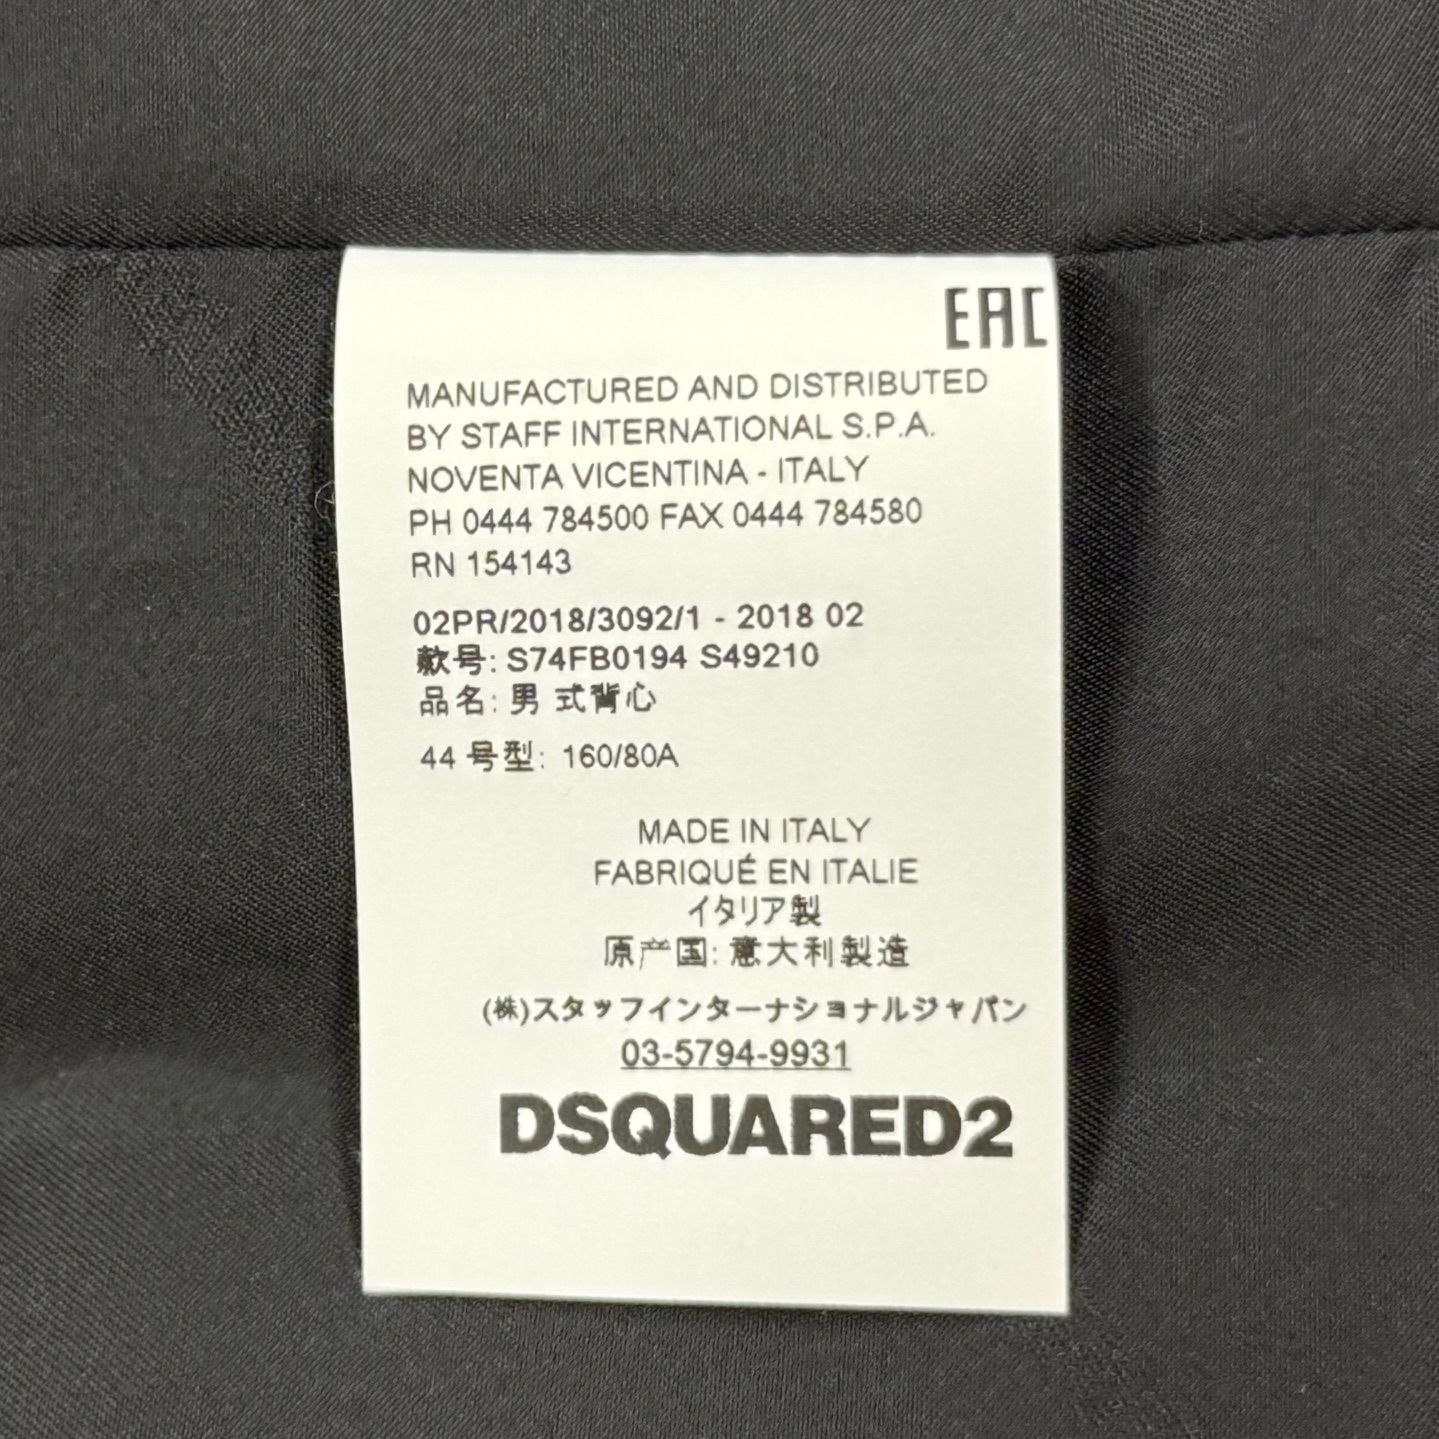 EAC
MANUFACTURED AND DISTRIBUTED
BY STAFF INTERNATIONAL S.P.A.
NOVENTA VICENTINA - ITALY
PH 0444 784500 FAX 0444 784580
RN 154143
02PR/2018/3092/1 - 2018 02
款号: S74FB0194 S49210
品名: 男 式背心
44 号型: 160/80A
MADE IN ITALY
FABRIQUÉ EN ITALIE
イタリア製
原产国: 意大利製造
(株)スタッフインターナショナルジャパン
03-5794-9931
DSQUARED2